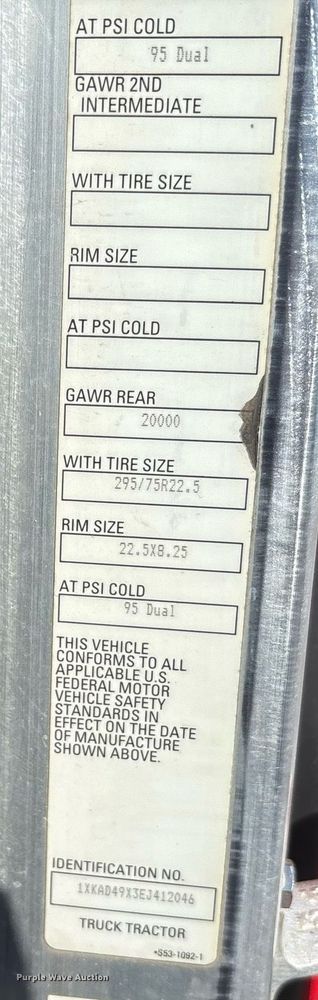 AT PSI COLD
95 Dual
GAWR 2ND
INTERMEDIATE
WITH TIRE SIZE
RIM SIZE
AT PSI COLD
GAWR REAR
20000
WITH TIRE SIZE
295/75R22.5
RIM SIZE
22.5X8.25
AT PSI COLD
95 Dual
THIS VEHICLE
CONFORMS TO ALL
APPLICABLE U.S.
FEDERAL MOTOR
VEHICLE SAFETY
STANDARDS IN
EFFECT ON THE DATE
OF MANUFACTURE
SHOWN ABOVE.
IDENTIFICATION NO.
1XKAD49X3EJ412046
TRUCK TRACTOR
•S53-1092-1
Purple Wave Auction